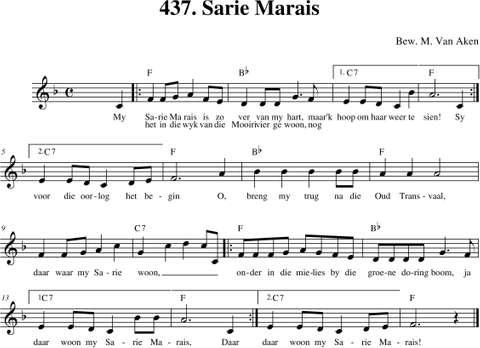 437. Sarie Marais
Bew. M. Van Aken
F B♭ 1. C7 F
My Sa-rie Ma rais is zo ver van my hart, maar'k hoop om haar weer te sien! Sy
het in die wyk van die Mooirivier ge woon, nog
5 2. C7 F B♭ F
voor die oor-log het be - gin O, breng my trug na die Oud Trans-vaal,
9 C7 F B♭
daar waar my Sa - rie woon, on-der in die mie-lies by die groe-ne do-ring boom, ja
13 1C7 F 2.C7 F
daar woon my Sa - rie Ma - rais, Daar daar woon my Sa - rie Ma - rais!